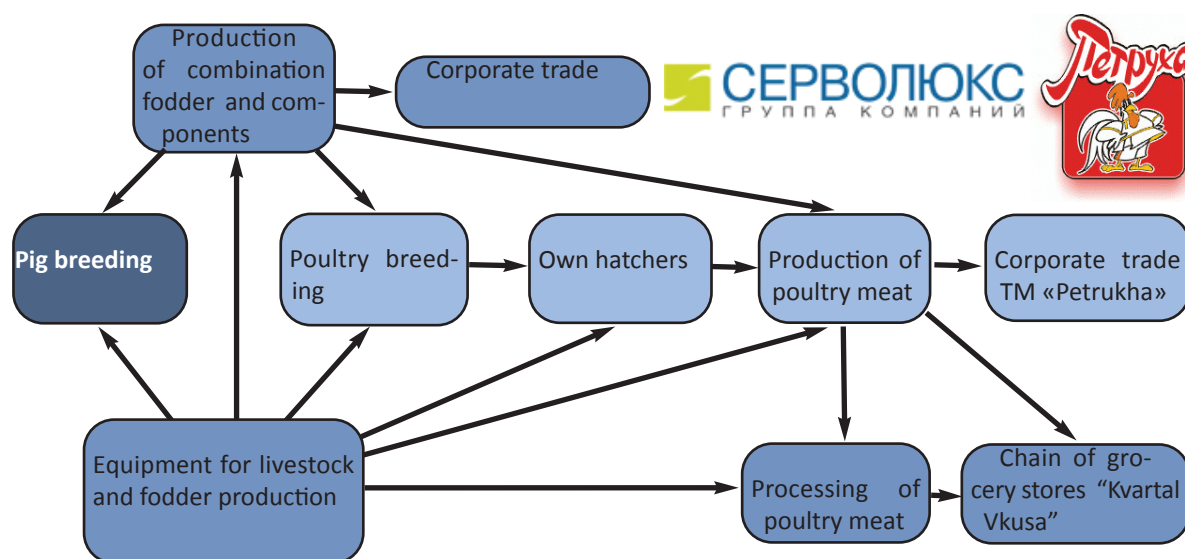 Production
of combination
fodder and com-
ponents
Corporate trade
СЕРВОЛЮКС
ГРУППА КОМПАНИЙ
Петруха
Pig breeding
Poultry breed-
ing
Own hatchers
Production of
poultry meat
Corporate trade
TM «Petrukha»
Equipment for livestock
and fodder production
Processing of
poultry meat
Chain of gro-
cery stores “Kvartal
Vkusa”